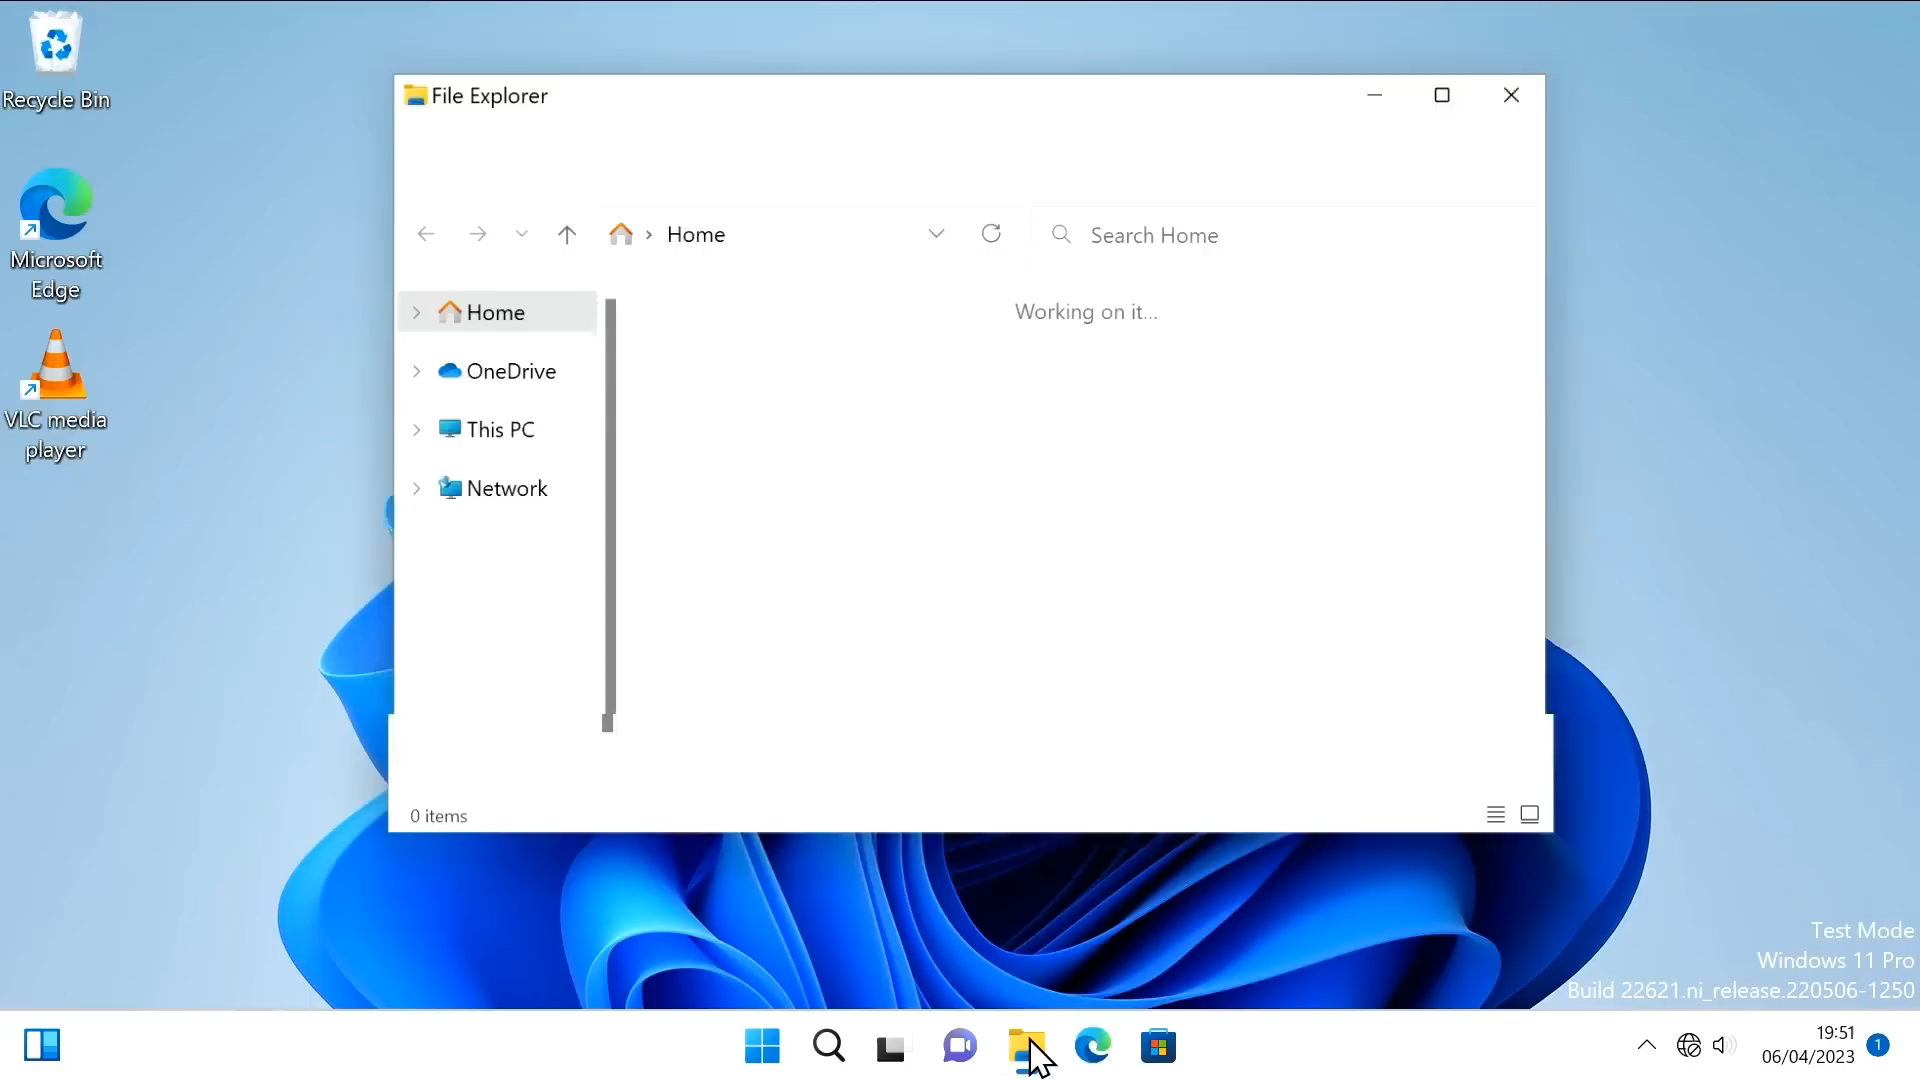 Recycle Bin
Microsoft
Edge
VLC media
player
File Explorer
Home
Search Home
Home
OneDrive
This PC
Network
Working on it...
0 items
Test Mode
Windows 11 Pro
Build 22621.ni_release.220506-1250
19:51
06/04/2023
1